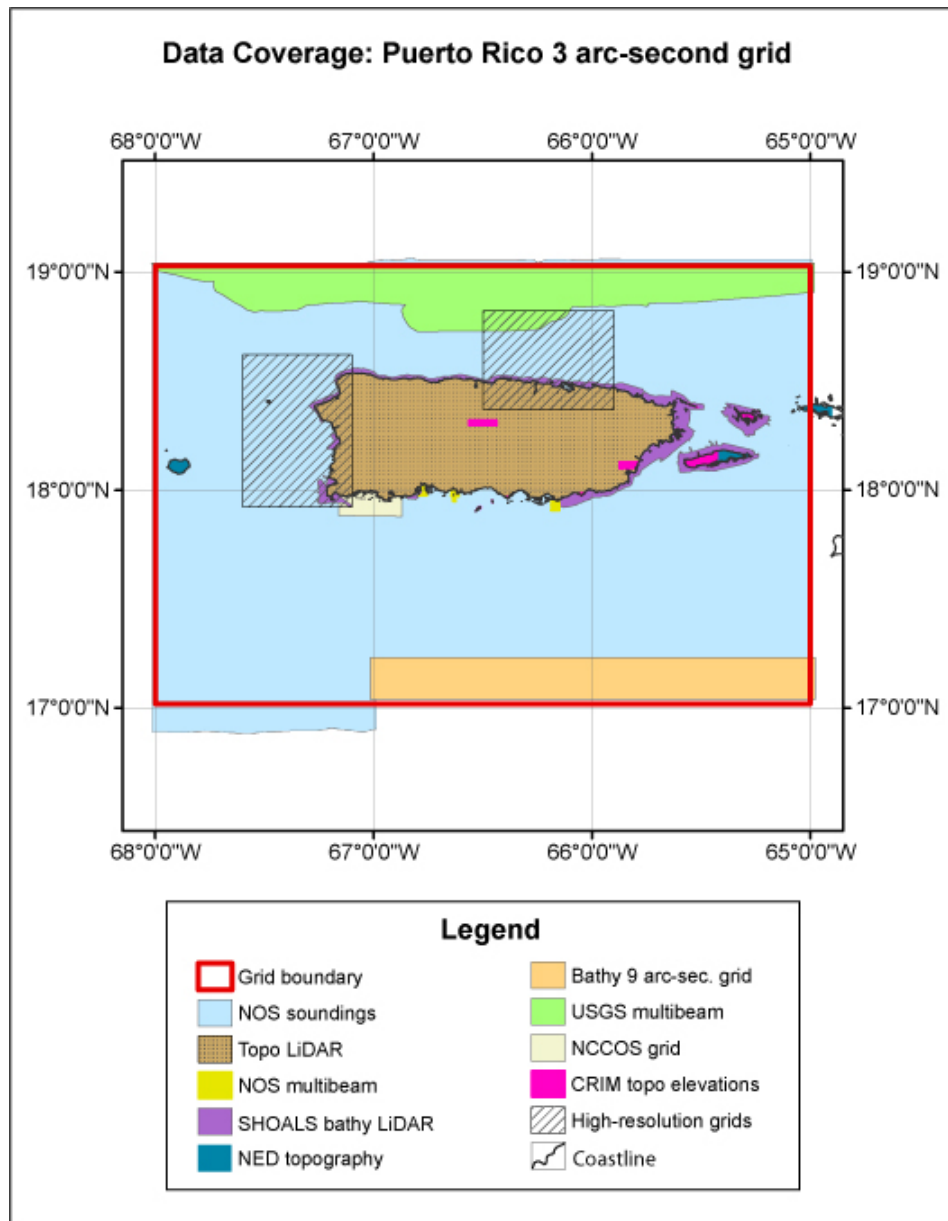 Data Coverage: Puerto Rico 3 arc-second grid
68°0'0"W 67°0'0"W 66°0'0"W 65°0'0"W
19°0'0"N 19°0'0"N
18°0'0"N 18°0'0"N
17°0'0"N 17°0'0"N
68°0'0"W 67°0'0"W 66°0'0"W 65°0'0"W
Legend
Grid boundary
NOS soundings
Topo LiDAR
NOS multibeam
SHOALS bathy LiDAR
NED topography
Bathy 9 arc-sec. grid
USGS multibeam
NCCOS grid
CRIM topo elevations
High-resolution grids
Coastline